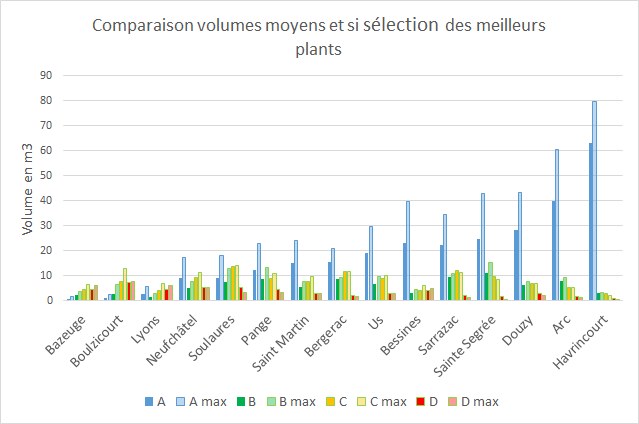 Comparaison volumes moyens et si sélection des meilleurs
plants
Volume en m3
90
80
70
60
50
40
30
20
10
0
Bazeuge
Boulzicourt
Lyons
Neufchâtel
Soulaures
Pange
Saint Martin
Bergerac
Us
Bessines
Sarrazac
Sainte Segrée
Douzy
Arc
Havrincourt
A A max B B max C C max D D max